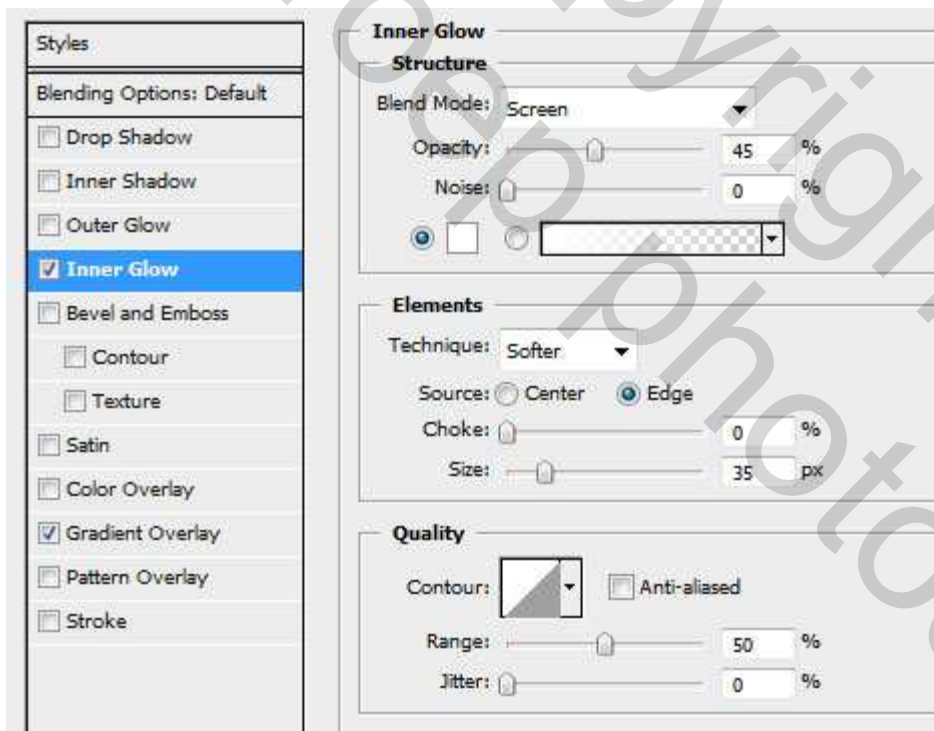 Styles
Blending Options: Default
Drop Shadow
Inner Shadow
Outer Glow
Inner Glow
Bevel and Emboss
Contour
Texture
Satin
Color Overlay
Gradient Overlay
Pattern Overlay
Stroke
Inner Glow
Structure
Blend Mode: Screen
Opacity: 45 %
Noise: 0 %
Elements
Technique: Softer
Source: Center Edge
Choke: 0 %
Size: 35 px
Quality
Contour: Anti-aliased
Range: 50 %
Jitter: 0 %